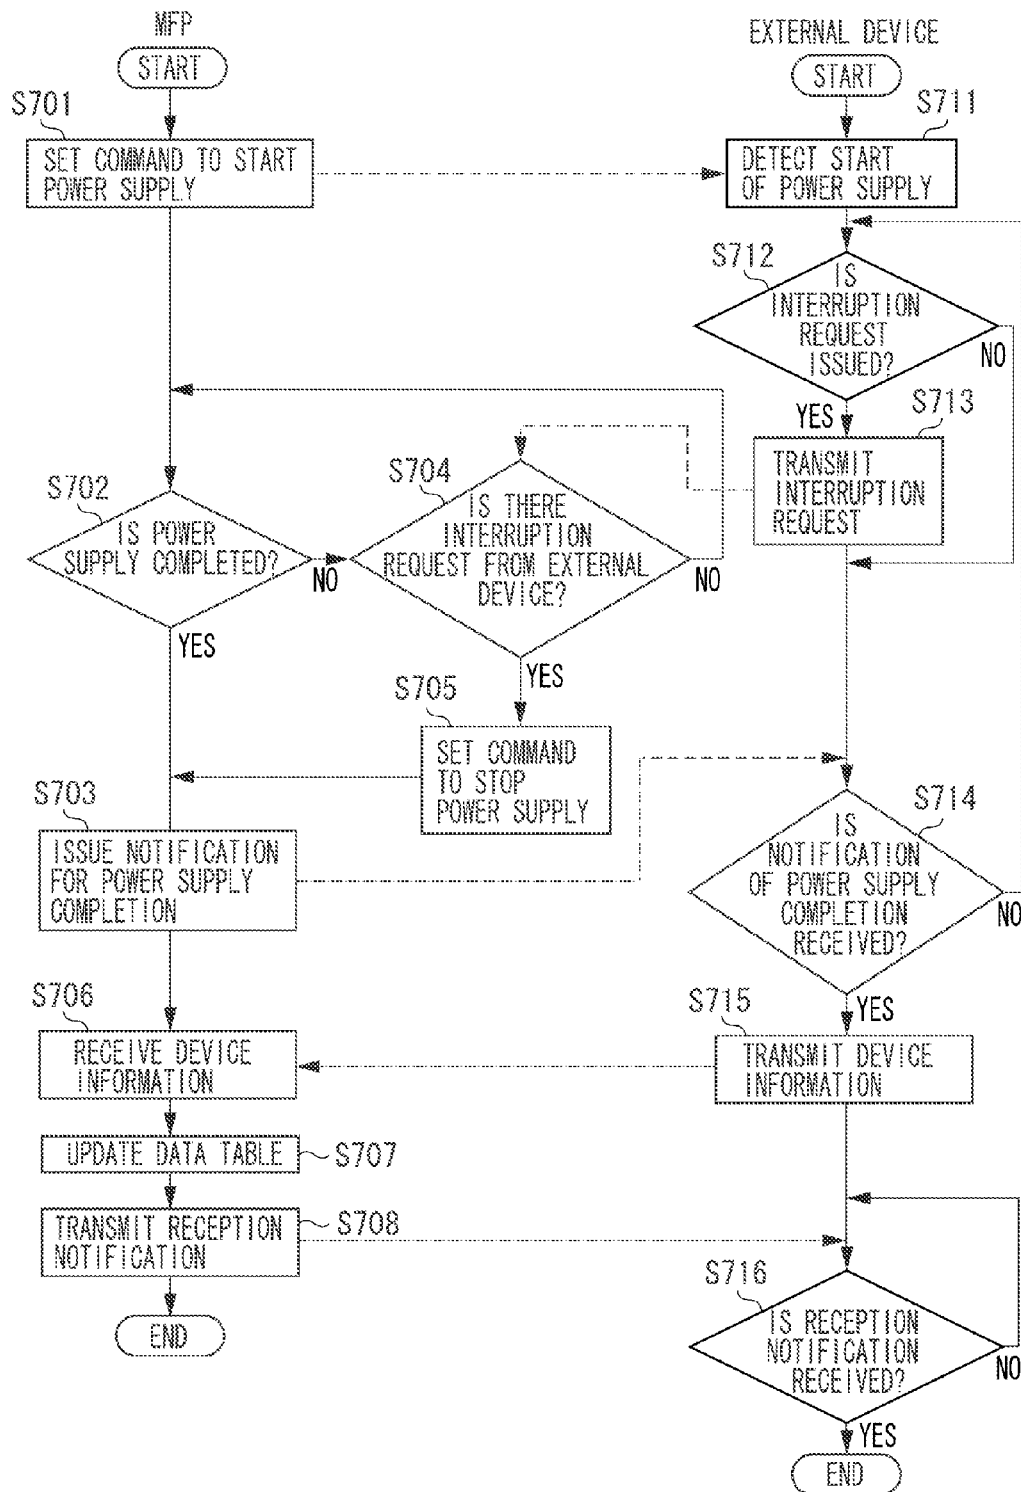 MFP
START
S701
SET COMMAND TO START
POWER SUPPLY
S702
IS POWER
SUPPLY COMPLETED?
NO
YES
S704
IS THERE
INTERRUPTION
REQUEST FROM EXTERNAL
DEVICE?
NO
YES
S705
SET COMMAND
TO STOP
POWER SUPPLY
S703
ISSUE NOTIFICATION
FOR POWER SUPPLY
COMPLETION
S706
RECEIVE DEVICE
INFORMATION
UPDATE DATA TABLE
S707
TRANSMIT RECEPTION
NOTIFICATION
S708
END
EXTERNAL DEVICE
START
S711
DETECT START
OF POWER SUPPLY
S712
IS
INTERRUPTION
REQUEST
ISSUED?
NO
YES
S713
TRANSMIT
INTERRUPTION
REQUEST
S714
IS
NOTIFICATION
OF POWER SUPPLY
COMPLETION
RECEIVED?
NO
YES
S715
TRANSMIT DEVICE
INFORMATION
S716
IS RECEPTION
NOTIFICATION
RECEIVED?
NO
YES
END